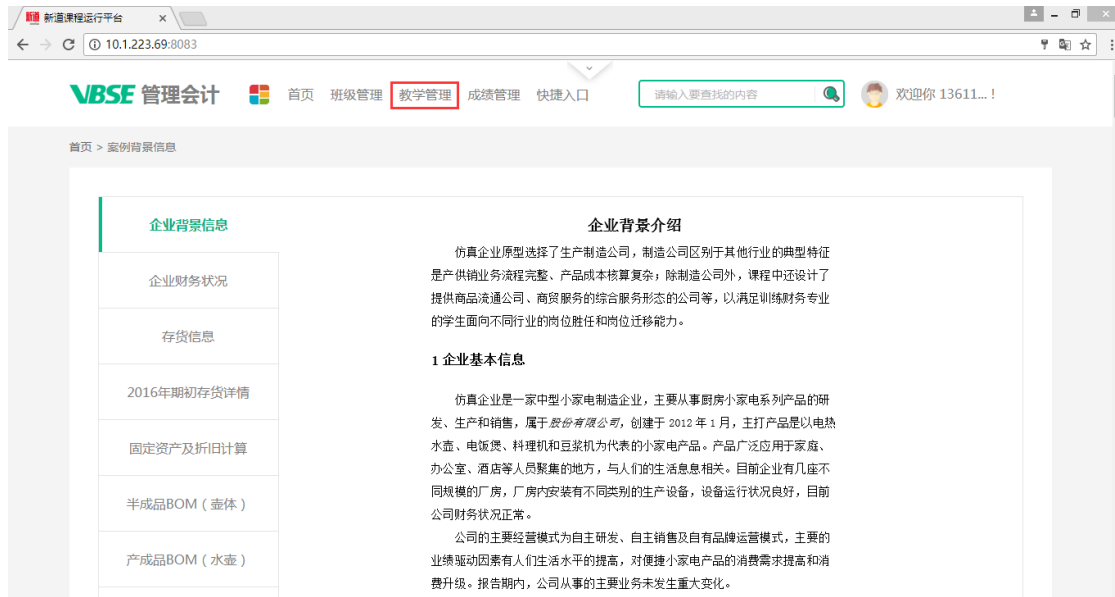 新道课程运行平台
10.1.223.69:8083
VBSE 管理会计 首页 班级管理 教学管理 成绩管理 快捷入口 请输入要查找的内容 欢迎你 13611... !
首页 > 案例背景信息
企业背景信息
企业财务状况
存货信息
2016年期初存货详情
固定资产及折旧计算
半成品BOM（壶体）
产成品BOM（水壶）
企业背景介绍
仿真企业原型选择了生产制造公司，制造公司区别于其他行业的典型特征
是产供销业务流程完整、产品成本核算复杂；除制造公司外，课程中还设计了
提供商品流通公司、商贸服务的综合服务形态的公司等，以满足训练财务专业
的学生面向不同行业的岗位胜任和岗位迁移能力。
1 企业基本信息
仿真企业是一家中型小家电制造企业，主要从事厨房小家电系列产品的研
发、生产和销售，属于股份有限公司，创建于 2012 年 1 月，主打产品是以电热
水壶、电饭煲、料理机和豆浆机为代表的小家电产品。产品广泛应用于家庭、
办公室、酒店等人员聚集的地方，与人们的生活息息相关。目前企业有几座不
同规模的厂房，厂房内安装有不同类别的生产设备，设备运行状况良好，目前
公司财务状况正常。
公司的主要经营模式为自主研发、自主销售及自有品牌运营模式，主要的
业绩驱动因素有人们生活水平的提高，对便捷小家电产品的消费需求提高和消
费升级。报告期内，公司从事的主要业务未发生重大变化。